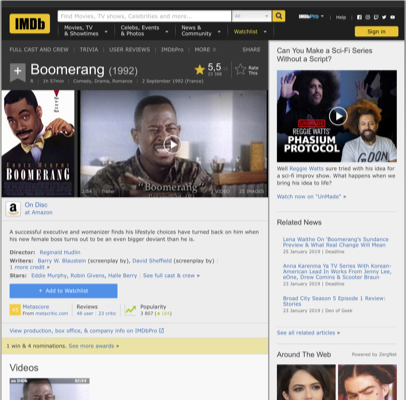 IMDb
Find Movies, TV shows, Celebrities and more...
All
IMDbPro
Help
Movies, TV
& Showtimes
Celebs, Events
& Photos
News &
Community
Watchlist
Sign in
FULL CAST AND CREW | TRIVIA | USER REVIEWS | IMDbPro | MORE
SHARE
Boomerang (1992)
5,5
Rate
This
1h 57min | Comedy, Drama, Romance | 2 September 1992 (France)
EDDIE MURPHY
BOOMERANG
"Boomerang"
1 VIDEO
25 IMAGES
On Disc
at Amazon
A successful executive and womanizer finds his lifestyle choices have turned back on him when
his new female boss turns out to be an even bigger deviant than he is.
Director: Reginald Hudlin
Writers: Barry W. Blaustein (screenplay by), David Sheffield (screenplay by) |
1 more credit »
Stars: Eddie Murphy, Robin Givens, Halle Berry | See full cast & crew »
+ Add to Watchlist
Metascore
From metacritic.com
Reviews
46 user | 23 critic
Popularity
3 807
View production, box office, & company info on IMDbPro
1 win & 4 nominations. See more awards »
Videos
Can You Make a Sci-Fi Series
Without a Script?
REGGIE WATTS'
PHASIYM
PROTOCOL
Well Reggie Watts sure tried with his idea for
a sci-fi improv show. What happens when we
bring his idea to life?
Watch now on "UnMade" »
Related News
Lena Waithe On 'Boomerang's Sundance
Preview & What Real Change Will Mean
26 January 2019 | Deadline
Anna Karenina Ya TV Series With Korean-
American Lead In Works From Jenny Lee,
eOne, Drew Comins & Scooter Braun
23 January 2019 | Deadline
Broad City Season 5 Episode 1 Review:
Stories
23 January 2019 | Den of Geek
See all related articles »
Around The Web
Powered by ZergNet